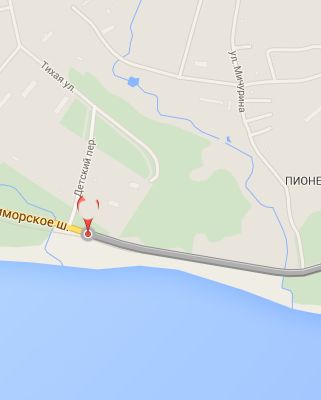 Тихая ул.
ул. Мичурина
Детский пер.
ПИОНЕ
ИМОРСКОЕ Ш.